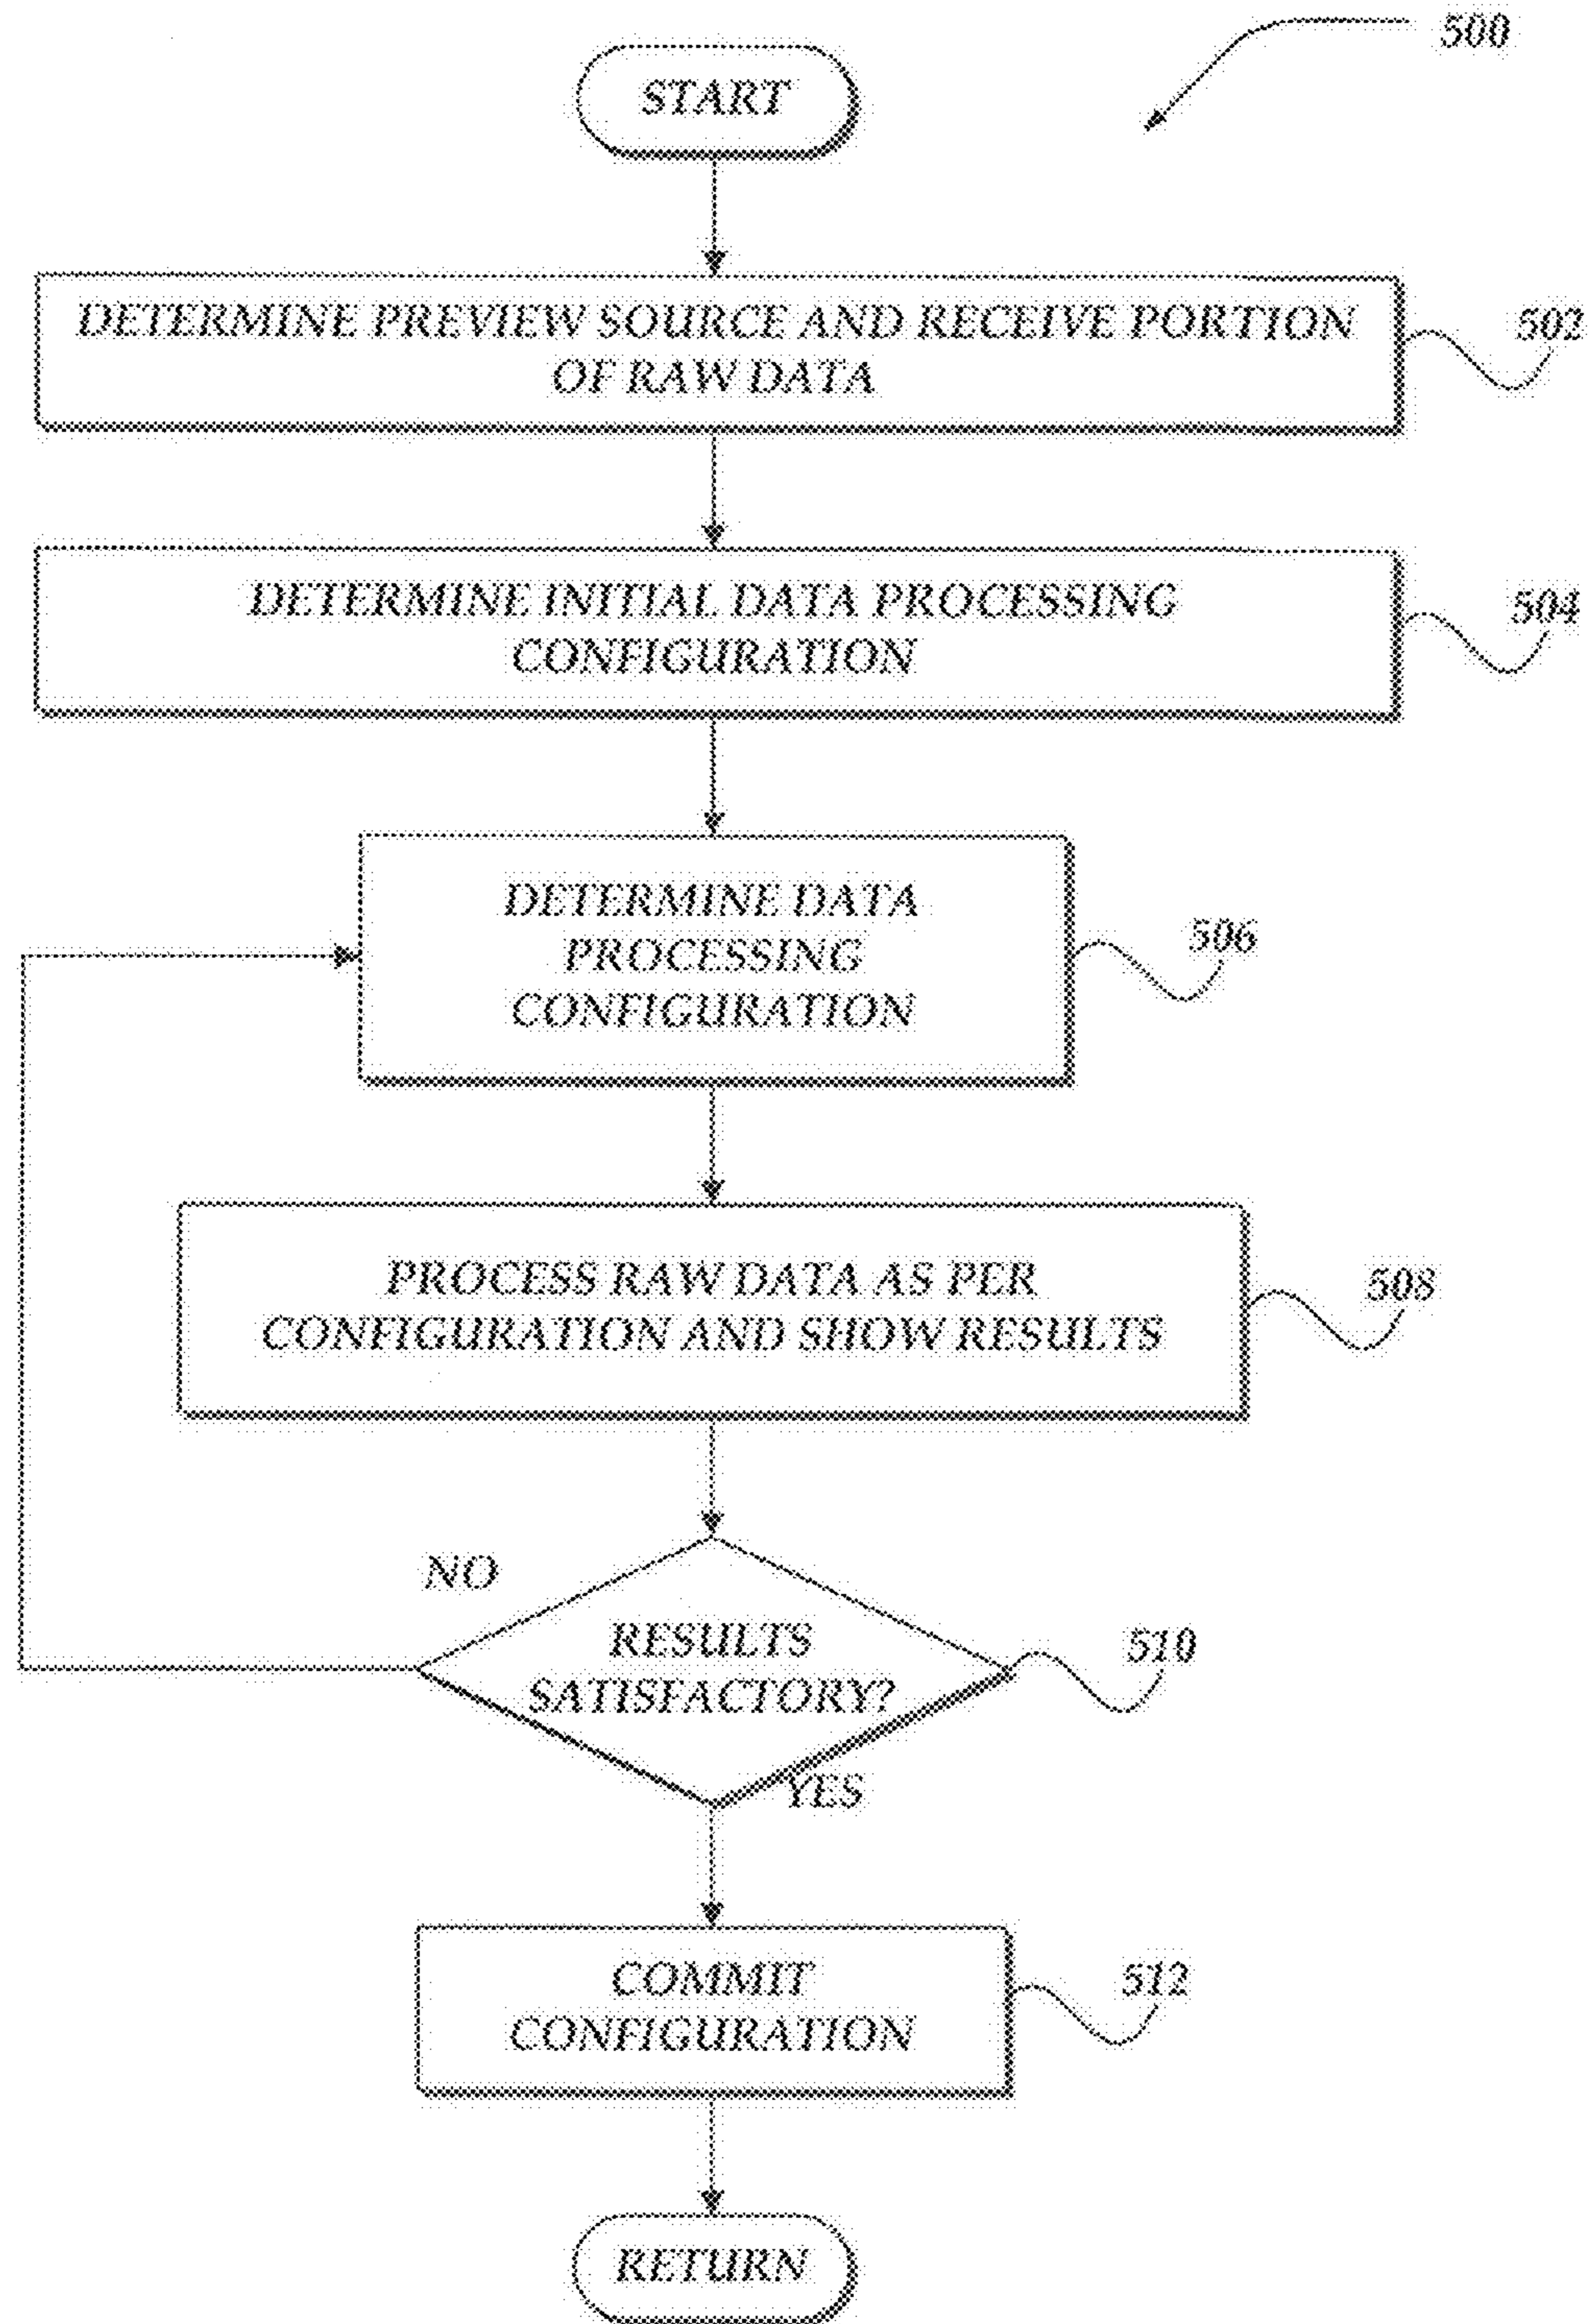 500
START
DETERMINE PREVIEW SOURCE AND RECEIVE PORTION
OF RAW DATA
502
DETERMINE INITIAL DATA PROCESSING
CONFIGURATION
504
DETERMINE DATA
PROCESSING
CONFIGURATION
506
PROCESS RAW DATA AS PER
CONFIGURATION AND SHOW RESULTS
508
NO
RESULTS
SATISFACTORY?
510
YES
COMMIT
CONFIGURATION
512
RETURN